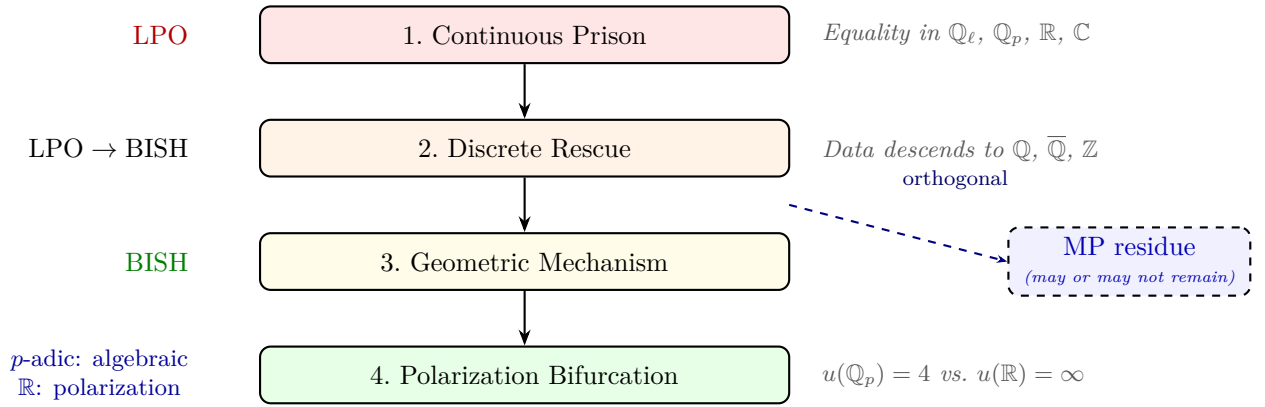 LPO
1. Continuous Prison
Equality in ℚ_ℓ, ℚ_p, ℝ, ℂ
LPO → BISH
2. Discrete Rescue
Data descends to ℚ, ℚ̅, ℤ
orthogonal
BISH
3. Geometric Mechanism
MP residue
(may or may not remain)
p-adic: algebraic
ℝ: polarization
4. Polarization Bifurcation
u(ℚ_p) = 4 vs. u(ℝ) = ∞